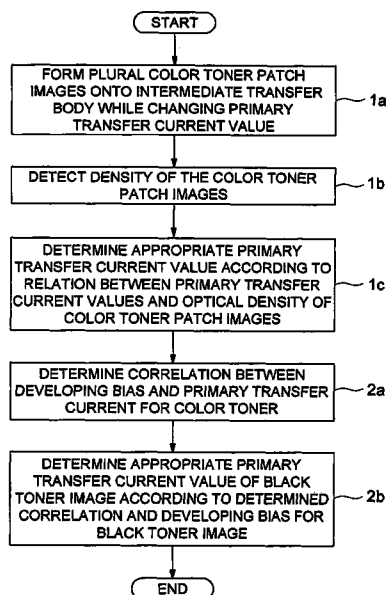 START
FORM PLURAL COLOR TONER PATCH
IMAGES ONTO INTERMEDIATE TRANSFER
BODY WHILE CHANGING PRIMARY
TRANSFER CURRENT VALUE
1a
DETECT DENSITY OF THE COLOR TONER
PATCH IMAGES
1b
DETERMINE APPROPRIATE PRIMARY
TRANSFER CURRENT VALUE ACCORDING TO
RELATION BETWEEN PRIMARY TRANSFER
CURRENT VALUES AND OPTICAL DENSITY OF
COLOR TONER PATCH IMAGES
1c
DETERMINE CORRELATION BETWEEN
DEVELOPING BIAS AND PRIMARY TRANSFER
CURRENT FOR COLOR TONER
2a
DETERMINE APPROPRIATE PRIMARY
TRANSFER CURRENT VALUE OF BLACK
TONER IMAGE ACCORDING TO DETERMINED
CORRELATION AND DEVELOPING BIAS FOR
BLACK TONER IMAGE
2b
END